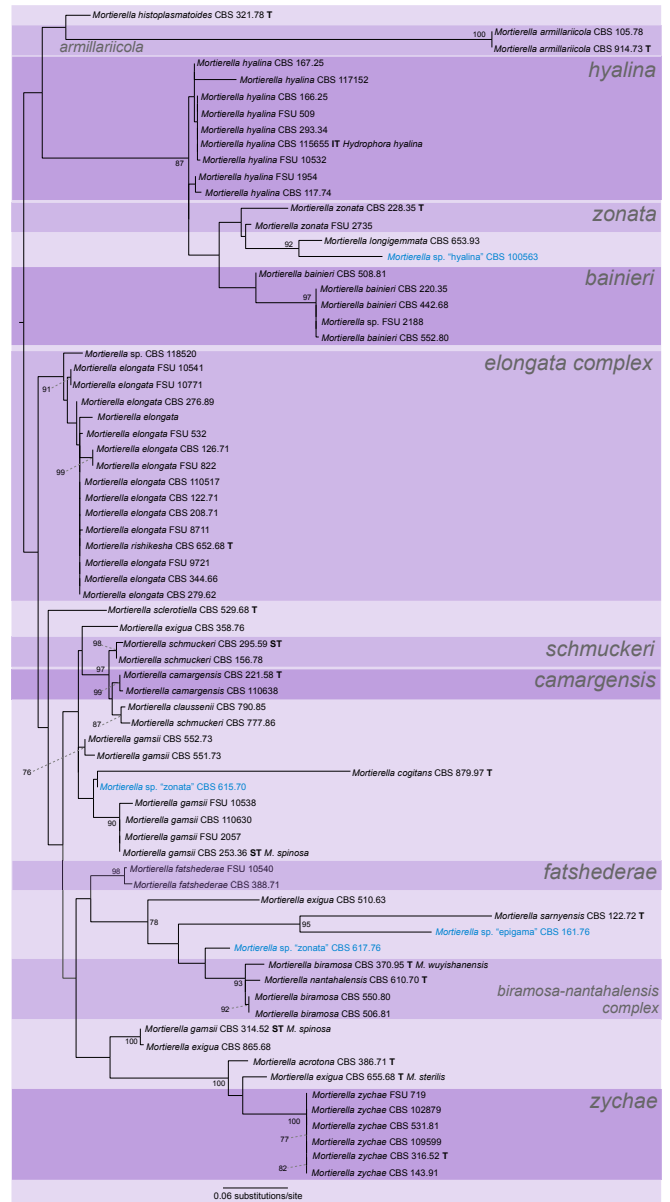 Mortierella histoplasmatoides CBS 321.78 T
100
Mortierella armillariicola CBS 105.78
armillariicola
Mortierella armillariicola CBS 914.73 T
hyalina
Mortierella hyalina CBS 167.25
Mortierella hyalina CBS 117152
Mortierella hyalina CBS 166.25
Mortierella hyalina FSU 509
Mortierella hyalina CBS 293.34
Mortierella hyalina CBS 115655 IT Hydrophora hyalina
87
Mortierella hyalina FSU 10532
Mortierella hyalina FSU 1954
Mortierella hyalina CBS 117.74
zonata
Mortierella zonata CBS 228.35 T
Mortierella zonata FSU 2735
92
Mortierella longigemmata CBS 653.93
Mortierella sp. "hyalina" CBS 100563
bainieri
Mortierella bainieri CBS 508.81
Mortierella bainieri CBS 220.35
97
Mortierella bainieri CBS 442.68
Mortierella sp. FSU 2188
Mortierella bainieri CBS 552.80
elongata complex
Mortierella sp. CBS 118520
Mortierella elongata FSU 10541
91
Mortierella elongata FSU 10771
Mortierella elongata CBS 276.89
Mortierella elongata
Mortierella elongata FSU 532
Mortierella elongata CBS 126.71
99
Mortierella elongata FSU 822
Mortierella elongata CBS 110517
Mortierella elongata CBS 122.71
Mortierella elongata CBS 208.71
Mortierella elongata FSU 8711
Mortierella rishikesha CBS 652.68 T
Mortierella elongata FSU 9721
Mortierella elongata CBS 344.66
Mortierella elongata CBS 279.62
Mortierella sclerotiella CBS 529.68 T
Mortierella exigua CBS 358.76
schmuckeri
98
Mortierella schmuckeri CBS 295.59 ST
Mortierella schmuckeri CBS 156.78
97
camargensis
Mortierella camargensis CBS 221.58 T
99
Mortierella camargensis CBS 110638
Mortierella claussenii CBS 790.85
87
Mortierella schmuckeri CBS 777.86
Mortierella gamsii CBS 552.73
Mortierella gamsii CBS 551.73
76
Mortierella cogitans CBS 879.97 T
Mortierella sp. "zonata" CBS 615.70
Mortierella gamsii FSU 10538
90
Mortierella gamsii CBS 110630
Mortierella gamsii FSU 2057
Mortierella gamsii CBS 253.36 ST M. spinosa
fatshederae
98
Mortierella fatshederae FSU 10540
Mortierella fatshederae CBS 388.71
Mortierella exigua CBS 510.63
78
Mortierella sarnyensis CBS 122.72 T
95
Mortierella sp. "epigama" CBS 161.76
Mortierella sp. "zonata" CBS 617.76
Mortierella biramosa CBS 370.95 T M. wuyishanensis
93
Mortierella nantahalensis CBS 610.70 T
biramosa-nantahalensis
complex
Mortierella biramosa CBS 550.80
92
Mortierella biramosa CBS 506.81
Mortierella gamsii CBS 314.52 ST M. spinosa
100
Mortierella exigua CBS 865.68
Mortierella acrotona CBS 386.71 T
100
Mortierella exigua CBS 655.68 T M. sterilis
zychae
Mortierella zychae FSU 719
Mortierella zychae CBS 102879
100
Mortierella zychae CBS 531.81
77
Mortierella zychae CBS 109599
Mortierella zychae CBS 316.52 T
82
Mortierella zychae CBS 143.91
0.06 substitutions/site